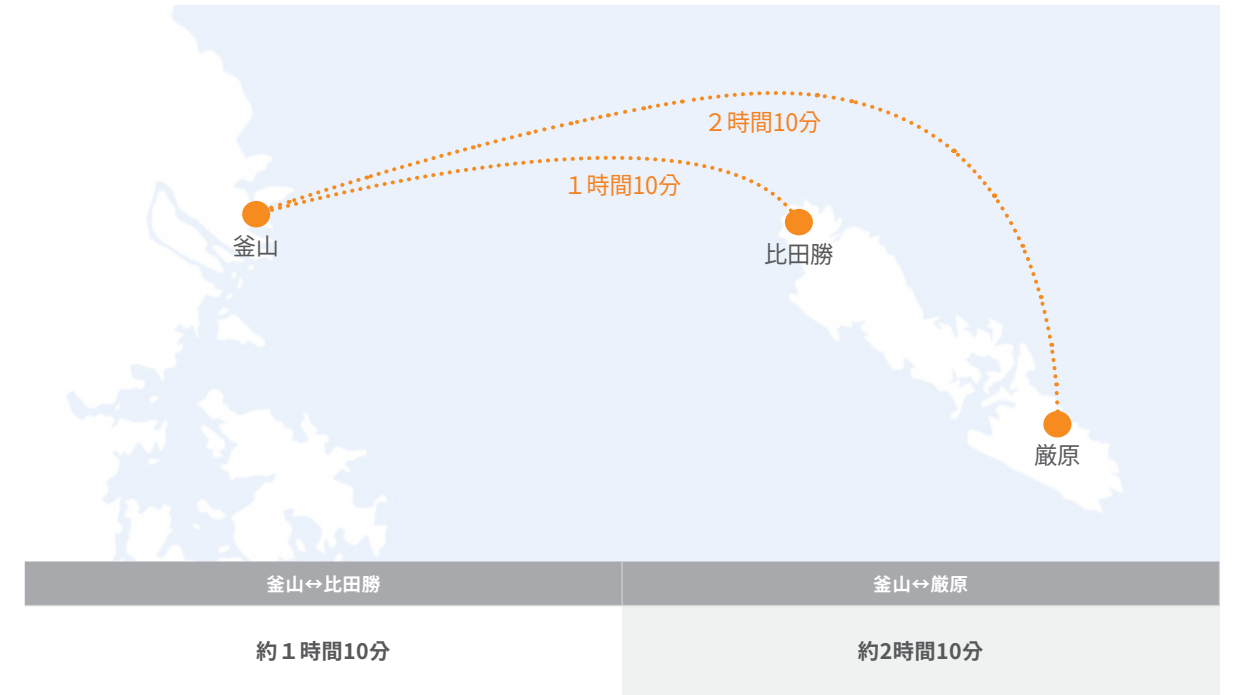 ２時間10分
１時間10分
釜山
比田勝
厳原
釜山↔比田勝
釜山↔厳原
約１時間10分
約2時間10分